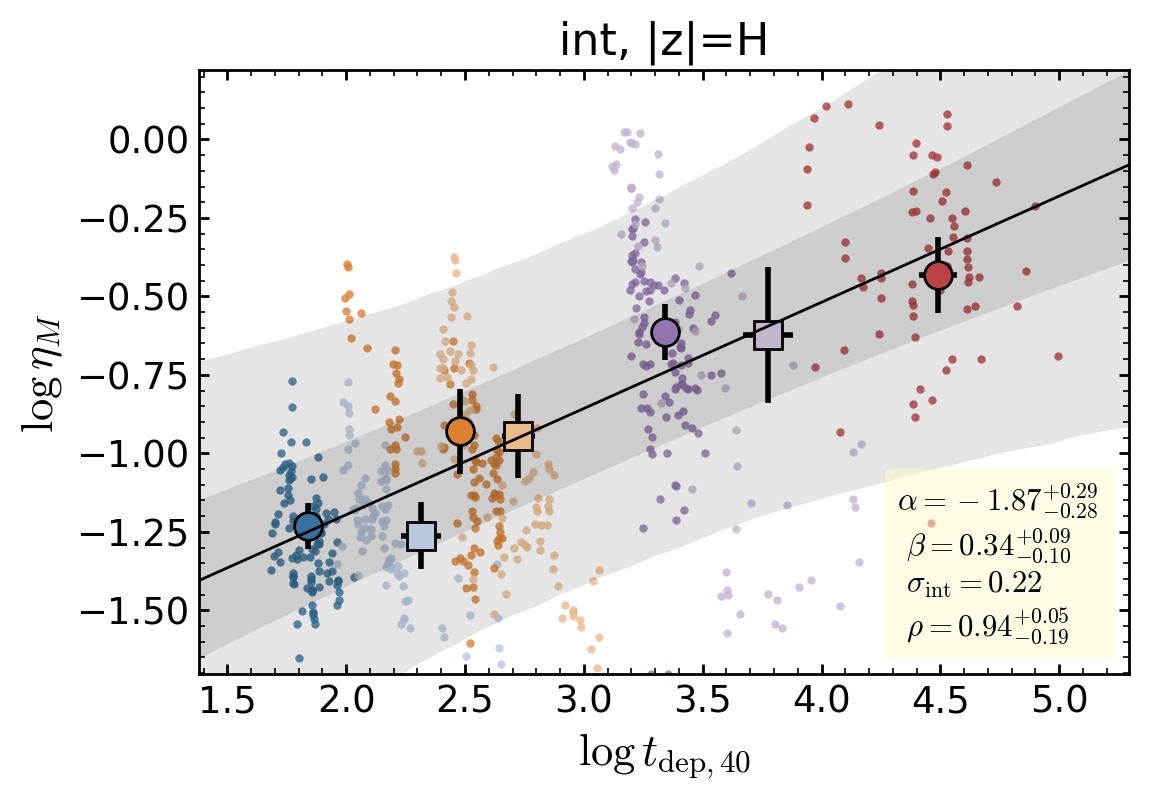 int, |z|=H
0.00
−0.25
−0.50
−0.75
−1.00
−1.25
−1.50
log η_M
α = − 1.87^{+0.29}_{−0.28}
β = 0.34^{+0.09}_{−0.10}
σ_int = 0.22
ρ = 0.94^{+0.05}_{−0.19}
1.5 2.0 2.5 3.0 3.5 4.0 4.5 5.0
log t_{dep, 40}